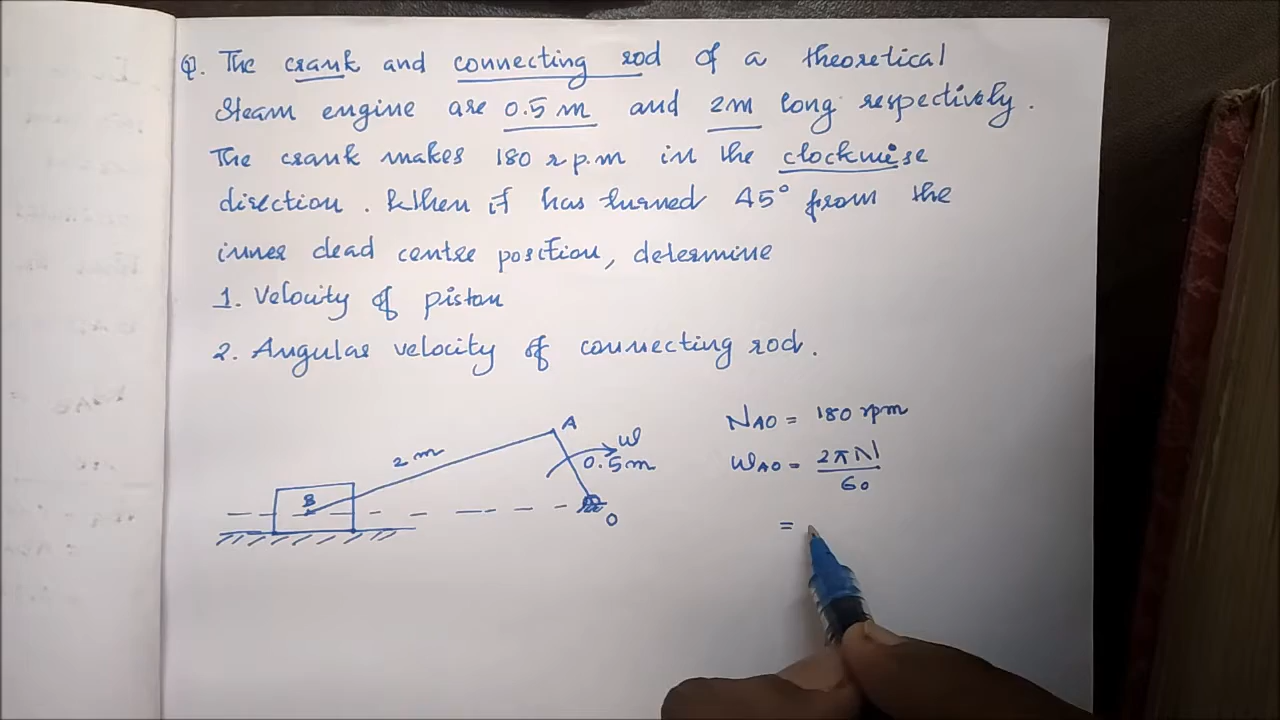 Q. The crank and connecting rod of a theoretical
steam engine are 0.5 m and 2m long respectively.
The crank makes 180 r.p.m in the clockwise
direction. When it has turned 45° from the
inner dead centre position, determine
1. Velocity of piston
2. Angular velocity of connecting rod.
A
ω
2 m
0.5m
B
O
N_AO = 180 rpm
ω_AO = 2πN/60
=